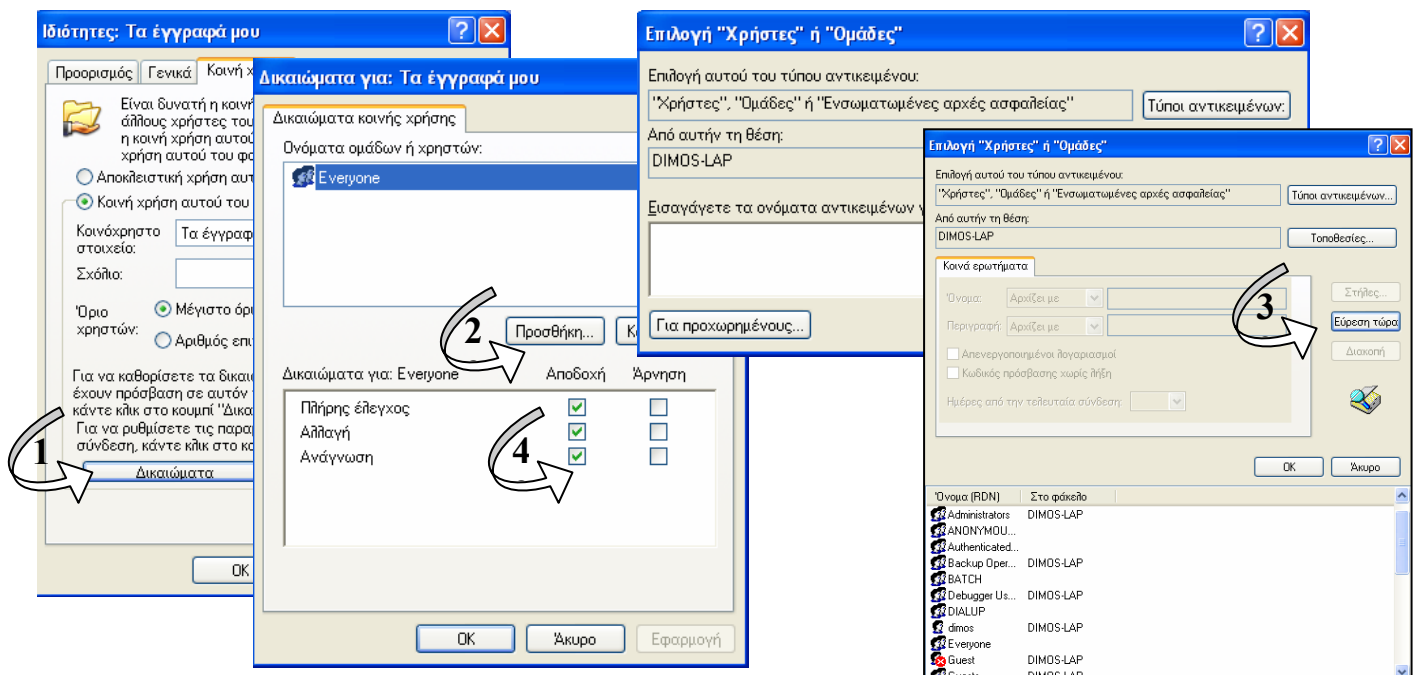 Ιδιότητες: Τα έγγραφά μου
Προορισμός
Γενικά
Κοινή
Είναι δυνατή η κοινή
άλλους χρήστες του
η κοινή χρήση αυτού
χρήση αυτού του φα
Αποκλειστική χρήση αυτ
Κοινή χρήση αυτού του
Κοινόχρηστο
στοιχείο:
Τα έγγραφ
Σχόλιο:
Όριο
χρηστών:
Μέγιστο όρι
Αριθμός επι
Για να καθορίσετε τα δικαι
έχουν πρόσβαση σε αυτόν
κάντε κλικ στο κουμπί "Δικα
Για να ρυθμίσετε τις παρα
σύνδεση, κάντε κλικ στο κο
1
Δικαιώματα
OK
Δικαιώματα για: Τα έγγραφά μου
Δικαιώματα κοινής χρήσης
Ονόματα ομάδων ή χρηστών:
Everyone
2
Προσθήκη...
Δικαιώματα για: Everyone
Αποδοχή
Άρνηση
Πλήρης έλεγχος
Αλλαγή
Ανάγνωση
4
OK
Άκυρο
Εφαρμογή
Επιλογή "Χρήστες" ή "Ομάδες"
Επιλογή αυτού του τύπου αντικειμένου:
"Χρήστες", "Ομάδες" ή "Ενσωματωμένες αρχές ασφαλείας"
Τύποι αντικειμένων:
Από αυτήν τη θέση:
DIMOS-LAP
Εισαγάγετε τα ονόματα αντικειμένων
Για προχωρημένους...
Επιλογή "Χρήστες" ή "Ομάδες"
Επιλογή αυτού του τύπου αντικειμένου:
"Χρήστες", "Ομάδες" ή "Ενσωματωμένες αρχές ασφαλείας"
Τύποι αντικειμένων...
Από αυτήν τη θέση:
DIMOS-LAP
Τοποθεσίες...
Κοινά ερωτήματα
Όνομα:
Αρχίζει με
Περιγραφή:
Αρχίζει με
Απενεργοποιημένοι λογαριασμοί
Κωδικός πρόσβασης χωρίς λήξη
Ημέρες από την τελευταία σύνδεση:
3
Στήλες...
Εύρεση τώρα
Διακοπή
OK
Άκυρο
Όνομα (RDN)
Στο φάκελο
Administrators DIMOS-LAP
ANONYMOU...
Authenticated...
Backup Oper... DIMOS-LAP
BATCH
Debugger Us... DIMOS-LAP
DIALUP
dimos DIMOS-LAP
Everyone
Guest DIMOS-LAP
Guests DIMOS-LAP